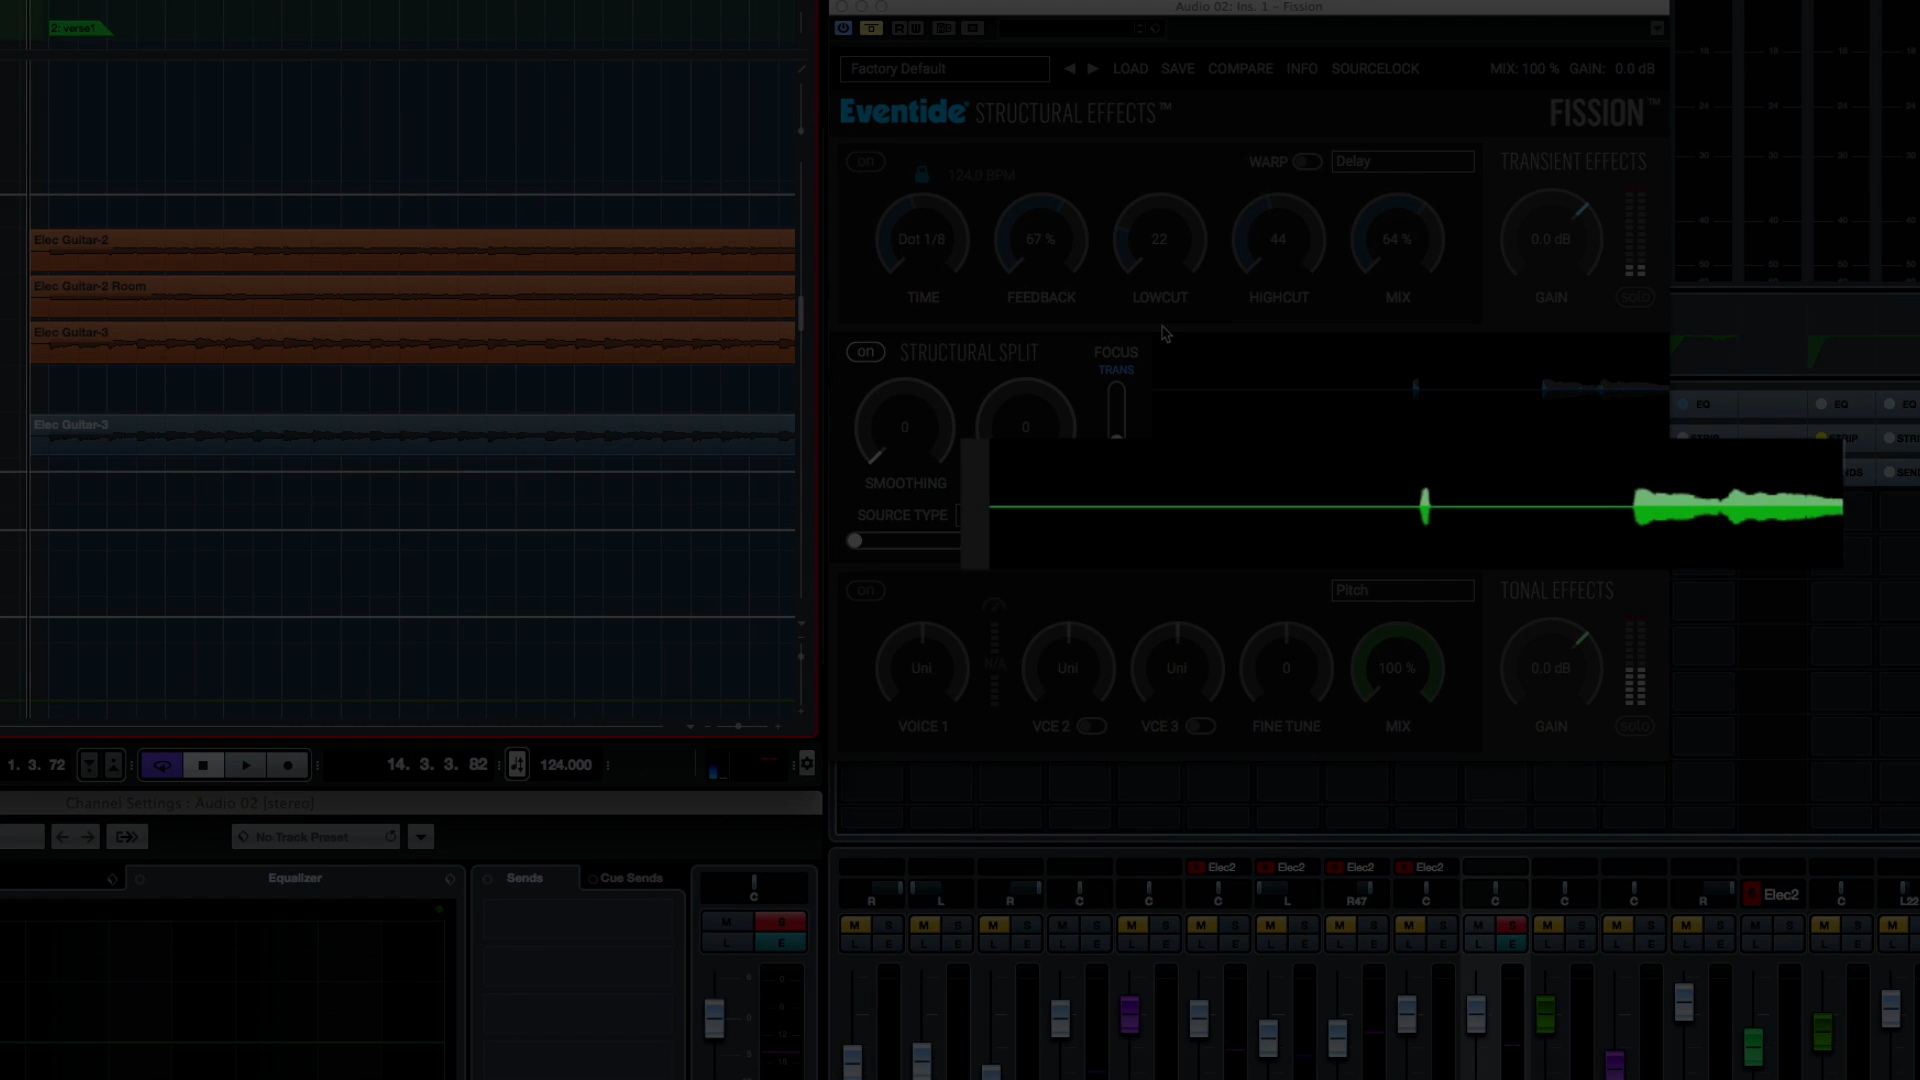 2: verse1
Elec Guitar-2
Elec Guitar-2 Room
Elec Guitar-3
Elec Guitar-3
1. 3. 72
14. 3. 3. 82
124.000
Channel Settings : Audio 02 [stereo]
No Track Preset
Equalizer
Sends
Cue Sends
C
M S
L E
Audio 02: Ins. 1 - Fission
R W
Factory Default
LOAD SAVE COMPARE INFO SOURCELOCK
MIX: 100 % GAIN: 0.0 dB
Eventide® STRUCTURAL EFFECTS™
FISSION™
on
124.0 BPM
WARP
Delay
TRANSIENT EFFECTS
Dot 1/8 67 % 22 44 64 % 0.0 dB
TIME FEEDBACK LOWCUT HIGHCUT MIX GAIN solo
on STRUCTURAL SPLIT
FOCUS
TRANS
0 0
SMOOTHING
SOURCE TYPE
on
Pitch
TONAL EFFECTS
Uni N/A Uni Uni 0 100 % 0.0 dB
VOICE 1 VCE 2 VCE 3 FINE TUNE MIX GAIN solo
EQ EQ EQ
Elec2 Elec2 Elec2 Elec2
Elec2
R L R C C C L R47 C C C C R C L22
M S M S M S M S M S M S M S M S M S M S M S M S M S M S M S M
L E L E L E L E L E L E L E L E L E L E L E L E L E L E L E L